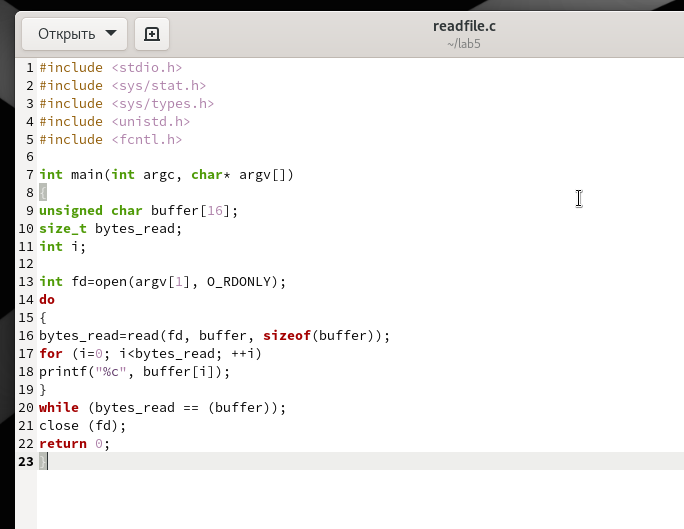 Открыть
readfile.c
~/lab5
1 #include <stdio.h>
2 #include <sys/stat.h>
3 #include <sys/types.h>
4 #include <unistd.h>
5 #include <fcntl.h>
6
7 int main(int argc, char* argv[])
8 {
9 unsigned char buffer[16];
10 size_t bytes_read;
11 int i;
12
13 int fd=open(argv[1], O_RDONLY);
14 do
15 {
16 bytes_read=read(fd, buffer, sizeof(buffer));
17 for (i=0; i<bytes_read; ++i)
18 printf("%c", buffer[i]);
19 }
20 while (bytes_read == (buffer));
21 close (fd);
22 return 0;
23 }